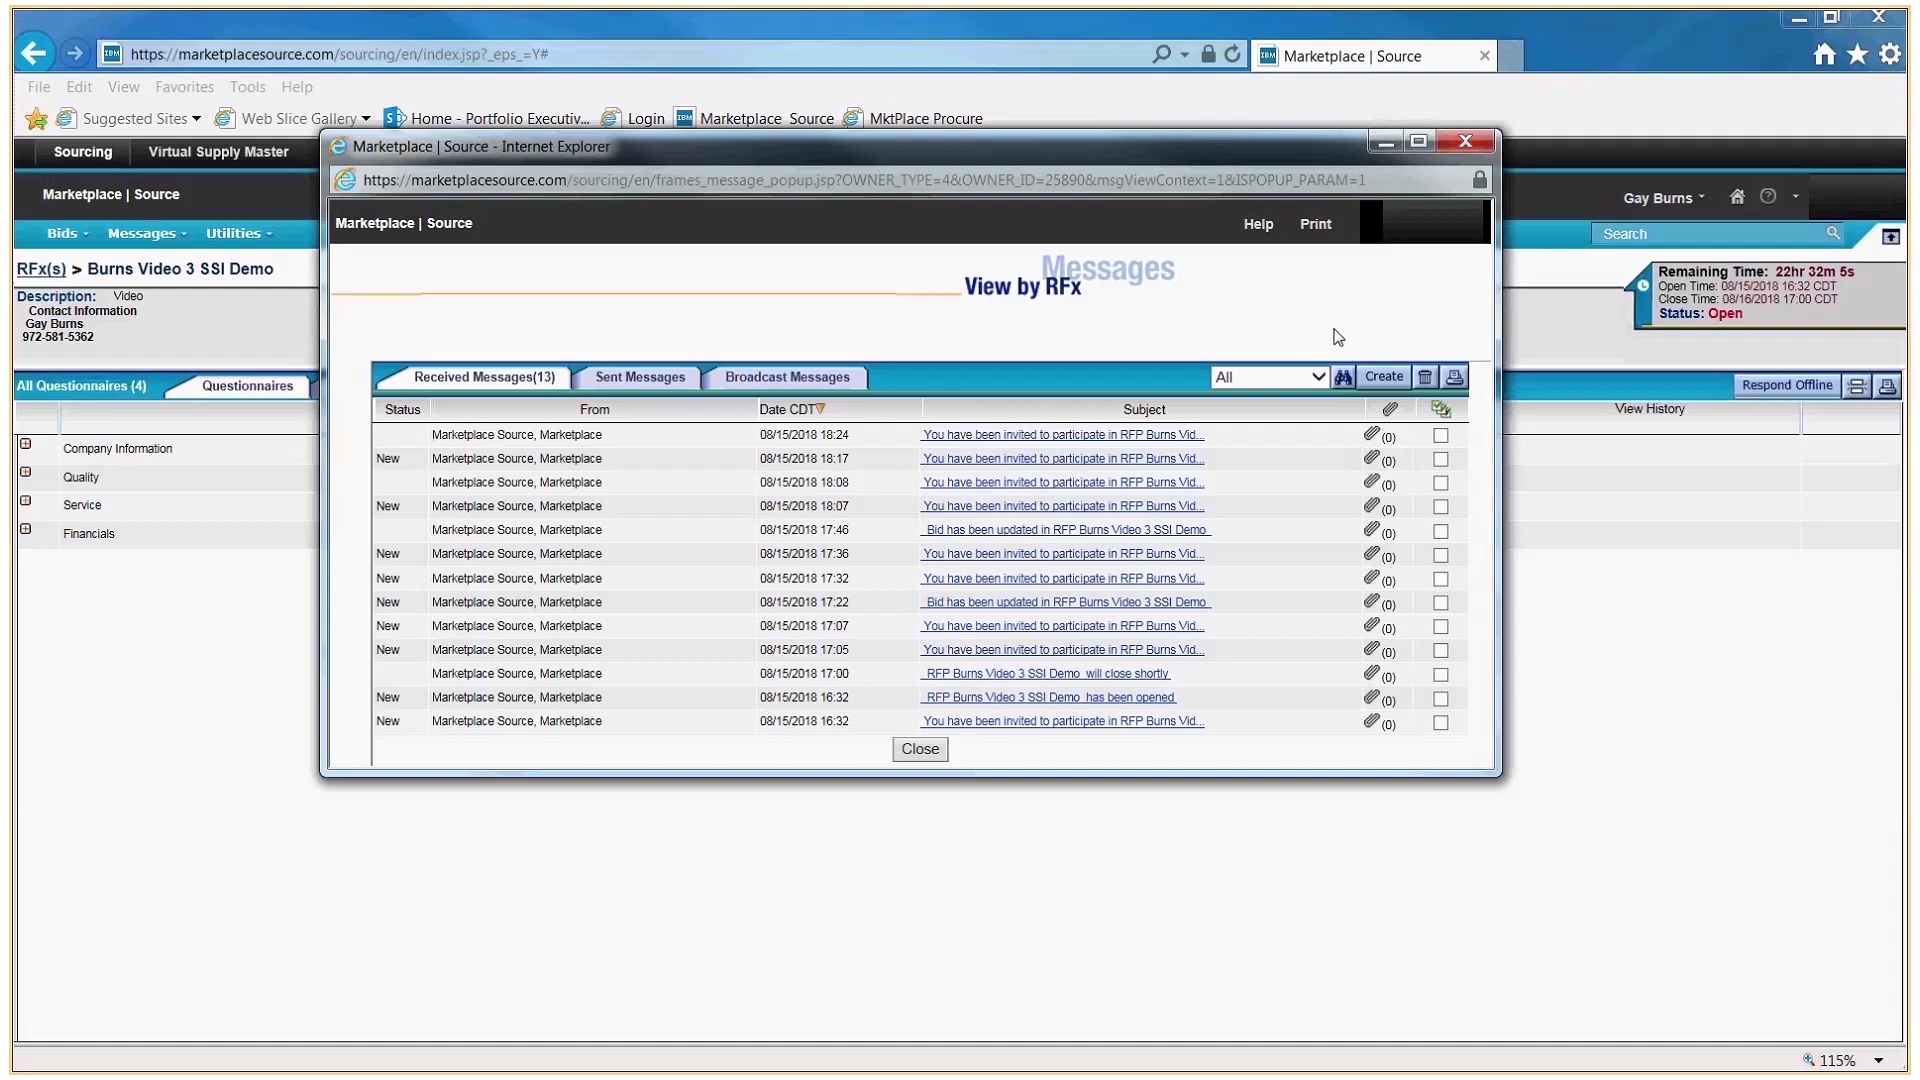 https://marketplacesource.com/sourcing/en/index.jsp?_eps_=Y#
Marketplace | Source
File Edit View Favorites Tools Help
Suggested Sites Web Slice Gallery Home - Portfolio Executiv... Login Marketplace Source MktPlace Procure
Sourcing Virtual Supply Master
Marketplace | Source
Gay Burns
Bids Messages Utilities
Search
RFx(s) > Burns Video 3 SSI Demo
Description: Video
Contact Information
Gay Burns
972-581-5362
Remaining Time: 22hr 32m 5s
Open Time: 08/15/2018 16:32 CDT
Close Time: 08/16/2018 17:00 CDT
Status: Open
All Questionnaires (4) Questionnaires
Respond Offline
View History
Company Information
Quality
Service
Financials
Marketplace | Source - Internet Explorer
https://marketplacesource.com/sourcing/en/frames_message_popup.jsp?OWNER_TYPE=4&OWNER_ID=25890&msgViewContext=1&ISPOPUP_PARAM=1
Marketplace | Source Help Print
Messages
View by RFx
Received Messages(13) Sent Messages Broadcast Messages All Create
Status From Date CDT Subject
Marketplace Source, Marketplace 08/15/2018 18:24 You have been invited to participate in RFP Burns Vid... (0)
New Marketplace Source, Marketplace 08/15/2018 18:17 You have been invited to participate in RFP Burns Vid... (0)
Marketplace Source, Marketplace 08/15/2018 18:08 You have been invited to participate in RFP Burns Vid... (0)
New Marketplace Source, Marketplace 08/15/2018 18:07 You have been invited to participate in RFP Burns Vid... (0)
Marketplace Source, Marketplace 08/15/2018 17:46 Bid has been updated in RFP Burns Video 3 SSI Demo (0)
New Marketplace Source, Marketplace 08/15/2018 17:36 You have been invited to participate in RFP Burns Vid... (0)
New Marketplace Source, Marketplace 08/15/2018 17:32 You have been invited to participate in RFP Burns Vid... (0)
New Marketplace Source, Marketplace 08/15/2018 17:22 Bid has been updated in RFP Burns Video 3 SSI Demo (0)
New Marketplace Source, Marketplace 08/15/2018 17:07 You have been invited to participate in RFP Burns Vid... (0)
New Marketplace Source, Marketplace 08/15/2018 17:05 You have been invited to participate in RFP Burns Vid... (0)
Marketplace Source, Marketplace 08/15/2018 17:00 RFP Burns Video 3 SSI Demo will close shortly (0)
New Marketplace Source, Marketplace 08/15/2018 16:32 RFP Burns Video 3 SSI Demo has been opened (0)
New Marketplace Source, Marketplace 08/15/2018 16:32 You have been invited to participate in RFP Burns Vid... (0)
Close
115%